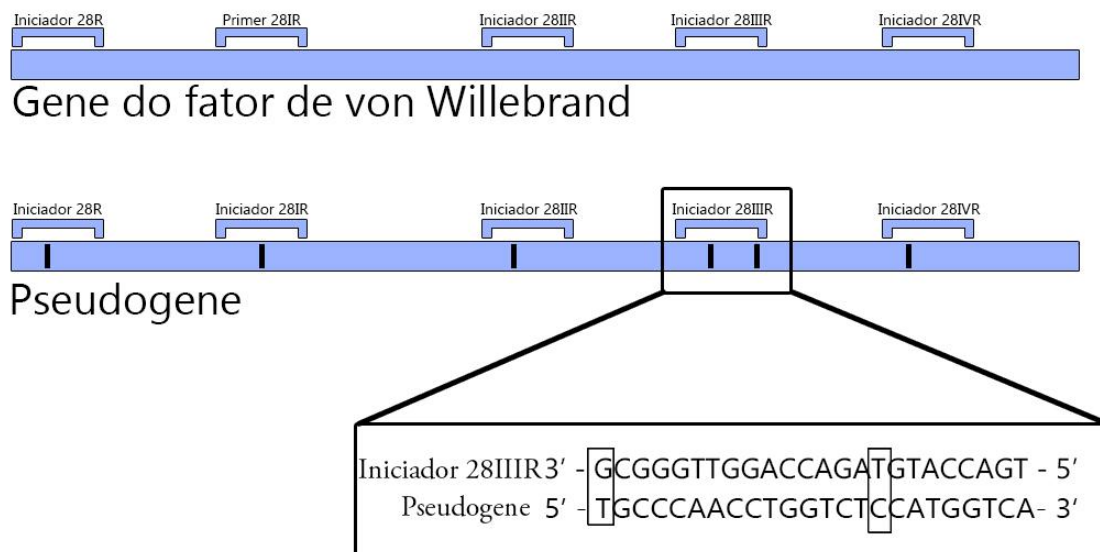 Iniciador 28R Primer 28IR Iniciador 28IIR Iniciador 28IIIR Iniciador 28IVR
Gene do fator de von Willebrand
Iniciador 28R Iniciador 28IR Iniciador 28IIR Iniciador 28IIIR Iniciador 28IVR
Pseudogene
Iniciador 28IIIR 3' - GCGGGTTGGACCAGATGTACCAGT - 5'
Pseudogene 5' - TGCCCAACCTGGTCTCCATGGTCA- 3'